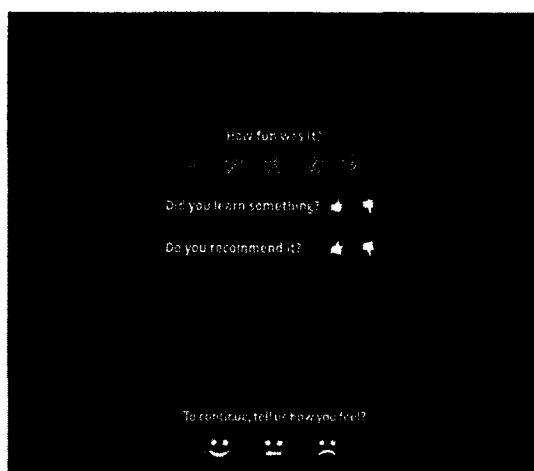 How fun was it?
Did you learn something?
Do you recommend it?
To continue, tell us how you feel?